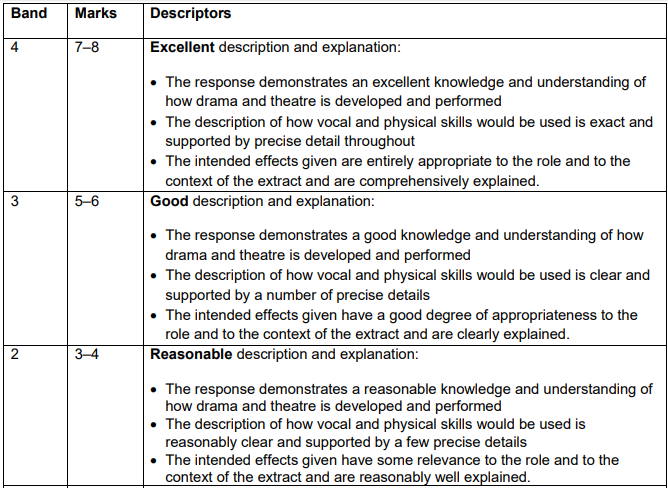 Band Marks Descriptors
4 7–8 Excellent description and explanation:
• The response demonstrates an excellent knowledge and understanding of
how drama and theatre is developed and performed
• The description of how vocal and physical skills would be used is exact and
supported by precise detail throughout
• The intended effects given are entirely appropriate to the role and to the
context of the extract and are comprehensively explained.
3 5–6 Good description and explanation:
• The response demonstrates a good knowledge and understanding of how
drama and theatre is developed and performed
• The description of how vocal and physical skills would be used is clear and
supported by a number of precise details
• The intended effects given have a good degree of appropriateness to the
role and to the context of the extract and are clearly explained.
2 3–4 Reasonable description and explanation:
• The response demonstrates a reasonable knowledge and understanding of
how drama and theatre is developed and performed
• The description of how vocal and physical skills would be used is
reasonably clear and supported by a few precise details
• The intended effects given have some relevance to the role and to the
context of the extract and are reasonably well explained.